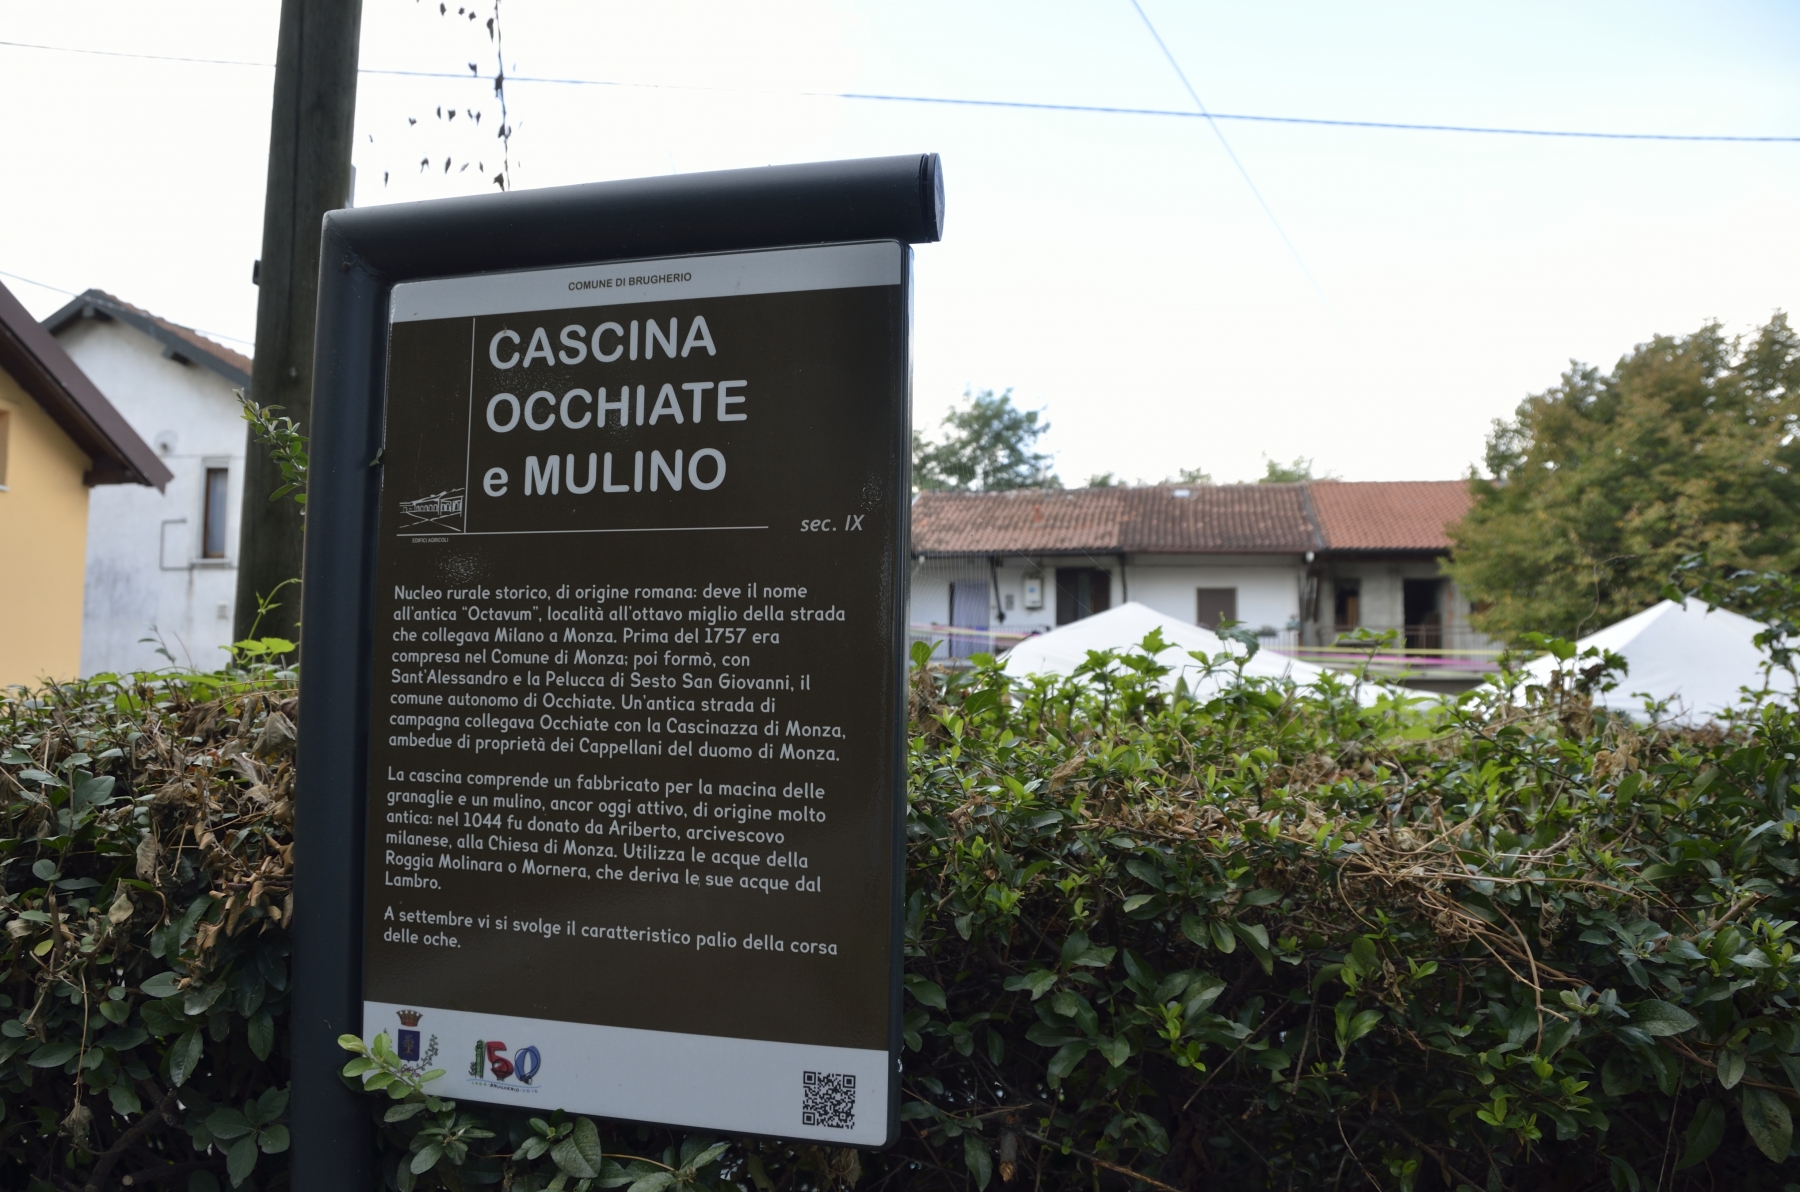 COMUNE DI BRUGHERIO
CASCINA
OCCHIATE
e MULINO
sec. IX
EDIFICI AGRICOLI
Nucleo rurale storico, di origine romana: deve il nome
all'antica "Octavum", località all'ottavo miglio della strada
che collegava Milano a Monza. Prima del 1757 era
compresa nel Comune di Monza; poi formò, con
Sant'Alessandro e la Pelucca di Sesto San Giovanni, il
comune autonomo di Occhiate. Un'antica strada di
campagna collegava Occhiate con la Cascinazza di Monza,
ambedue di proprietà dei Cappellani del duomo di Monza.
La cascina comprende un fabbricato per la macina delle
granaglie e un mulino, ancor oggi attivo, di origine molto
antica: nel 1044 fu donato da Ariberto, arcivescovo
milanese, alla Chiesa di Monza. Utilizza le acque della
Roggia Molinara o Mornera, che deriva le sue acque dal
Lambro.
A settembre vi si svolge il caratteristico palio della corsa
delle oche.
150
BRUGHERIO